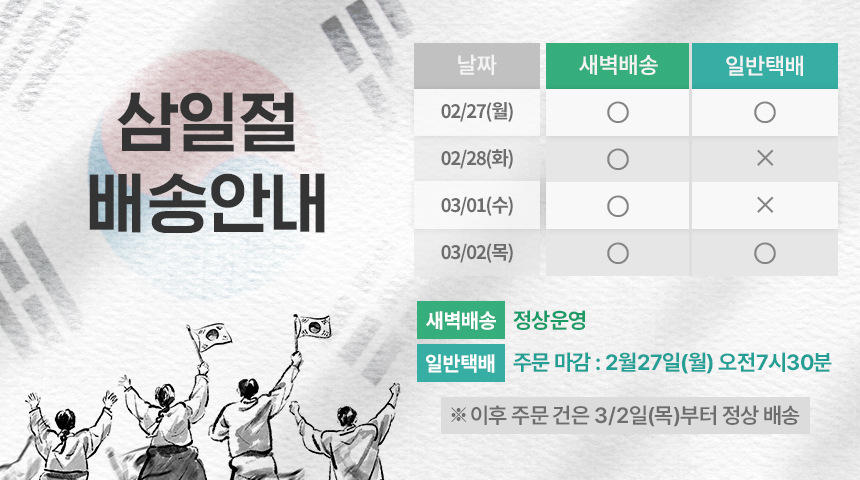 삼일절
배송안내
날짜 새벽배송 일반택배
02/27(월) ○ ○
02/28(화) ○ ×
03/01(수) ○ ×
03/02(목) ○ ○
새벽배송 정상운영
일반택배 주문 마감 : 2월27일(월) 오전7시30분
※ 이후 주문 건은 3/2일(목)부터 정상 배송